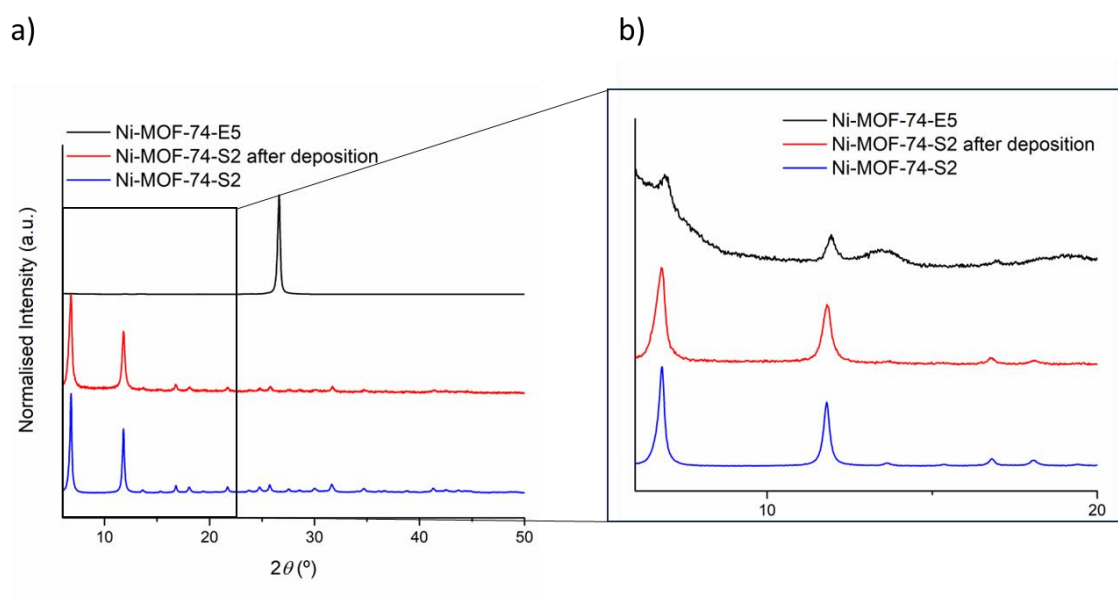 a)
Ni-MOF-74-E5
Ni-MOF-74-S2 after deposition
Ni-MOF-74-S2
Normalised Intensity (a.u.)
10
20
30
40
50
2θ (º)
b)
Ni-MOF-74-E5
Ni-MOF-74-S2 after deposition
Ni-MOF-74-S2
10
20